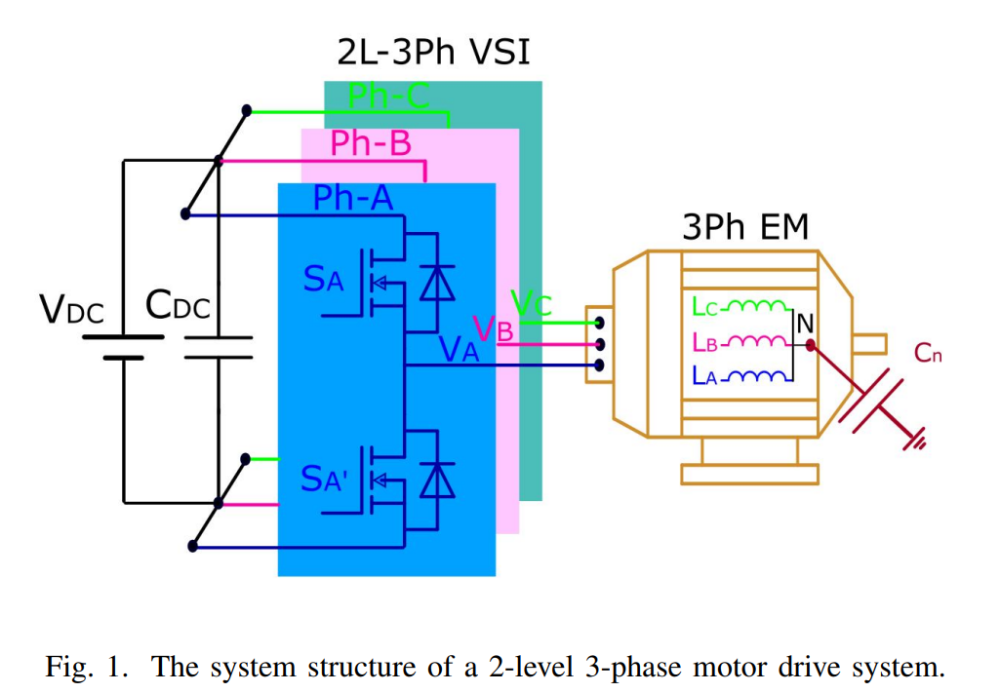 2L-3Ph VSI
Ph-C
Ph-B
Ph-A
3Ph EM
SA
VDC
CDC
VC
VB
VA
LC
N
LB
LA
Cn
SA'
Fig. 1. The system structure of a 2-level 3-phase motor drive system.